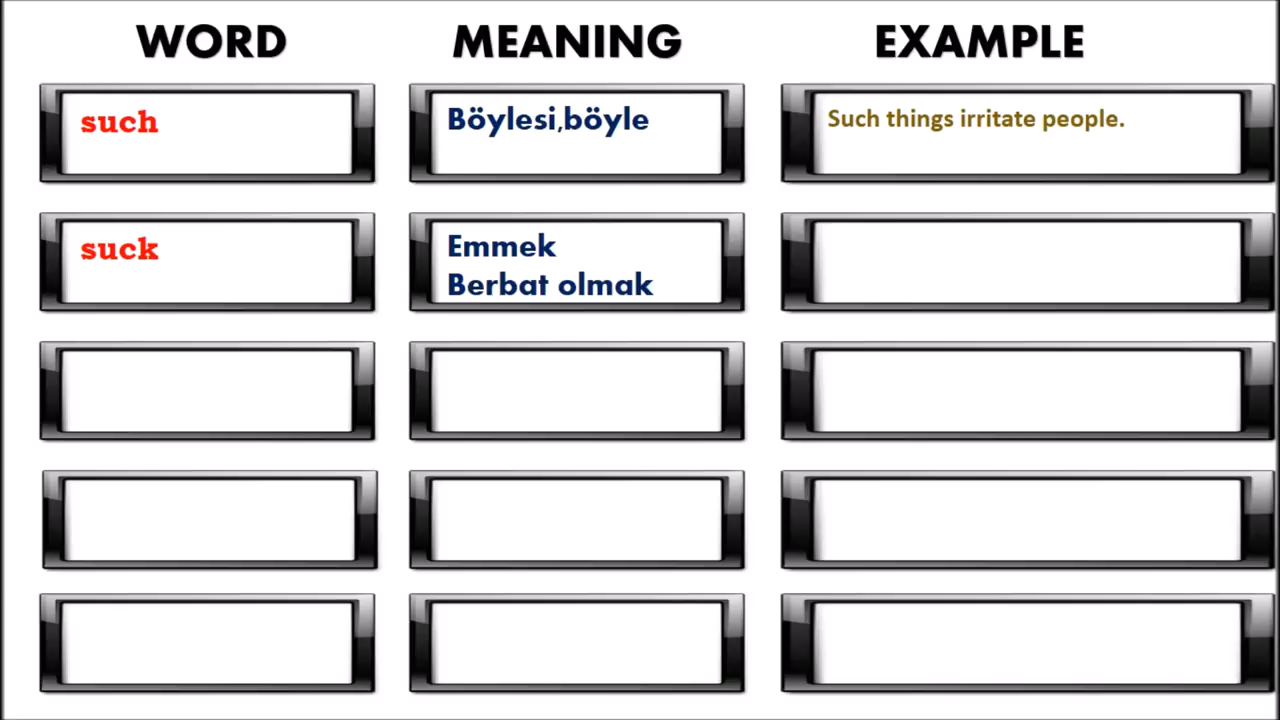 WORD MEANING EXAMPLE
such Böylesi,böyle Such things irritate people.
suck Emmek
Berbat olmak